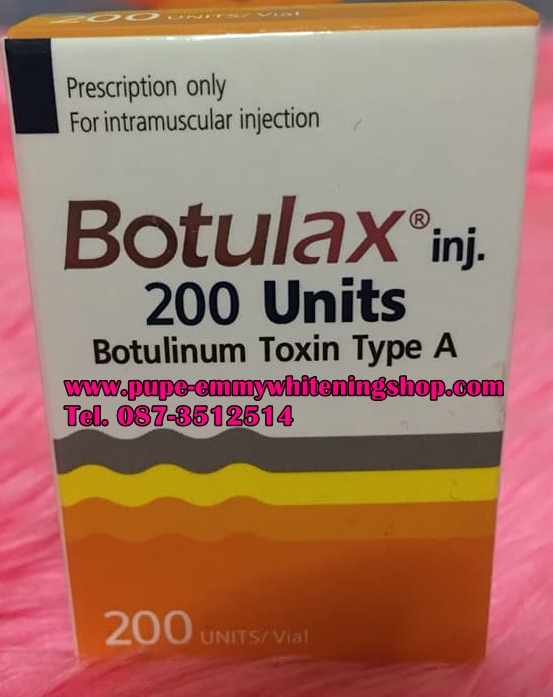 200 UNITS/Vial
Prescription only
For intramuscular injection
Botulax® inj.
200 Units
Botulinum Toxin Type A
www.pupe-emmywhiteningshop.com
Tel. 087-3512514
200 UNITS/Vial